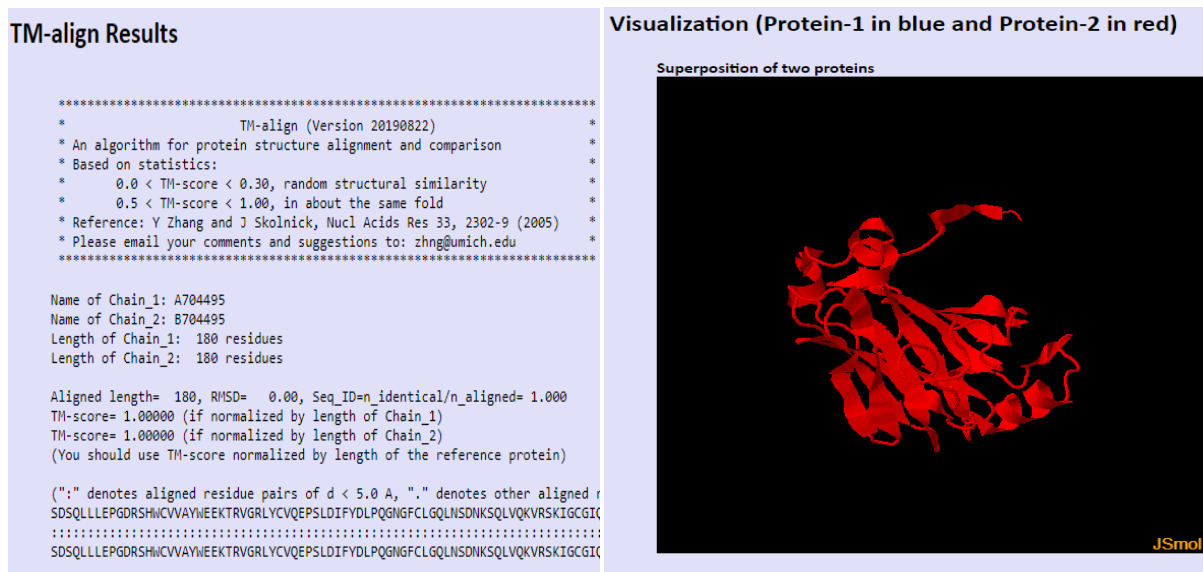 TM-align Results
*************************************************************************
* TM-align (Version 20190822) *
* An algorithm for protein structure alignment and comparison *
* Based on statistics: *
* 0.0 < TM-score < 0.30, random structural similarity *
* 0.5 < TM-score < 1.00, in about the same fold *
* Reference: Y Zhang and J Skolnick, Nucl Acids Res 33, 2302-9 (2005) *
* Please email your comments and suggestions to: zhng@umich.edu *
*************************************************************************
Name of Chain_1: A704495
Name of Chain_2: B704495
Length of Chain_1: 180 residues
Length of Chain_2: 180 residues
Aligned length= 180, RMSD= 0.00, Seq_ID=n_identical/n_aligned= 1.000
TM-score= 1.00000 (if normalized by length of Chain_1)
TM-score= 1.00000 (if normalized by length of Chain_2)
(You should use TM-score normalized by length of the reference protein)
(":" denotes aligned residue pairs of d < 5.0 A, "." denotes other aligned
SDSQLLLEPGDRSHWCVVAYWEEKTRVGRLYCVQEPSLDIFYDLPQGNGFCLGQLNSDNKSQLVQKVRSKIGCGIQ
::::::::::::::::::::::::::::::::::::::::::::::::::::::::::::::::::::::::::::
SDSQLLLEPGDRSHWCVVAYWEEKTRVGRLYCVQEPSLDIFYDLPQGNGFCLGQLNSDNKSQLVQKVRSKIGCGIQ
Visualization (Protein-1 in blue and Protein-2 in red)
Superposition of two proteins
JSmol